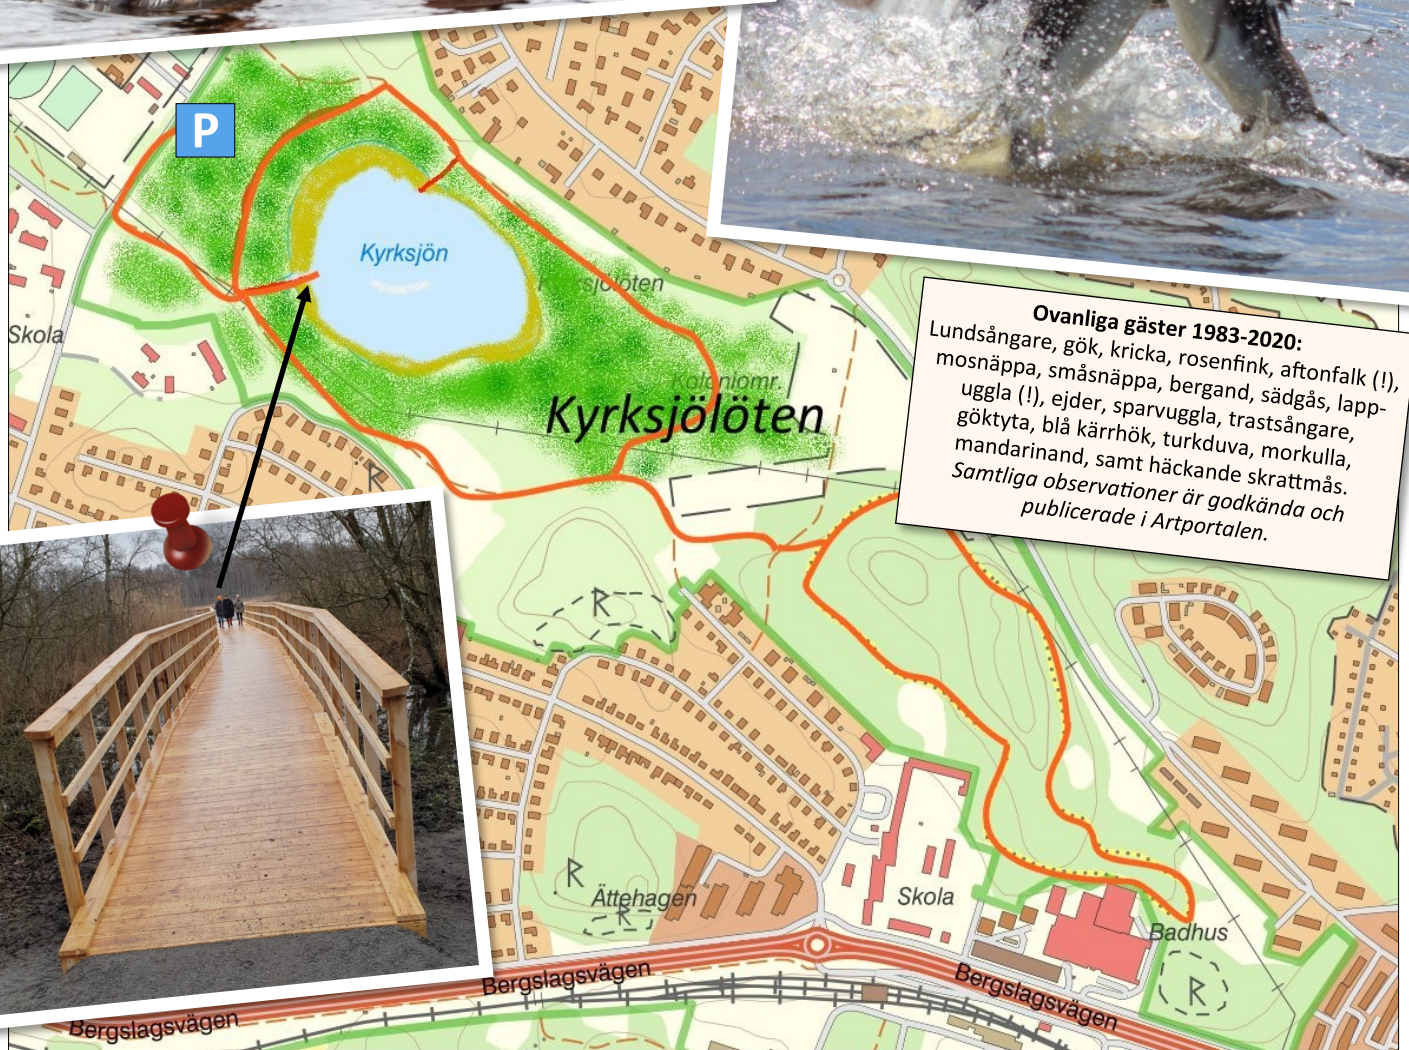 P
Kyrksjön
Kyrksjölöten
Skola
Koloniomr.
Kyrksjölöten
Ovanliga gäster 1983-2020:
Lundsångare, gök, kricka, rosenfink, aftonfalk (!),
mosnäppa, småsnäppa, bergand, sädgås, lapp-
uggla (!), ejder, sparvuggla, trastsångare,
göktyta, blå kärrhök, turkduva, morkulla,
mandarinand, samt häckande skrattmås.
Samtliga observationer är godkända och
publicerade i Artportalen.
R
R
R
Ättehagen
R
Skola
Badhus
R
Bergslagsvägen
Bergslagsvägen
Bergslagsvägen